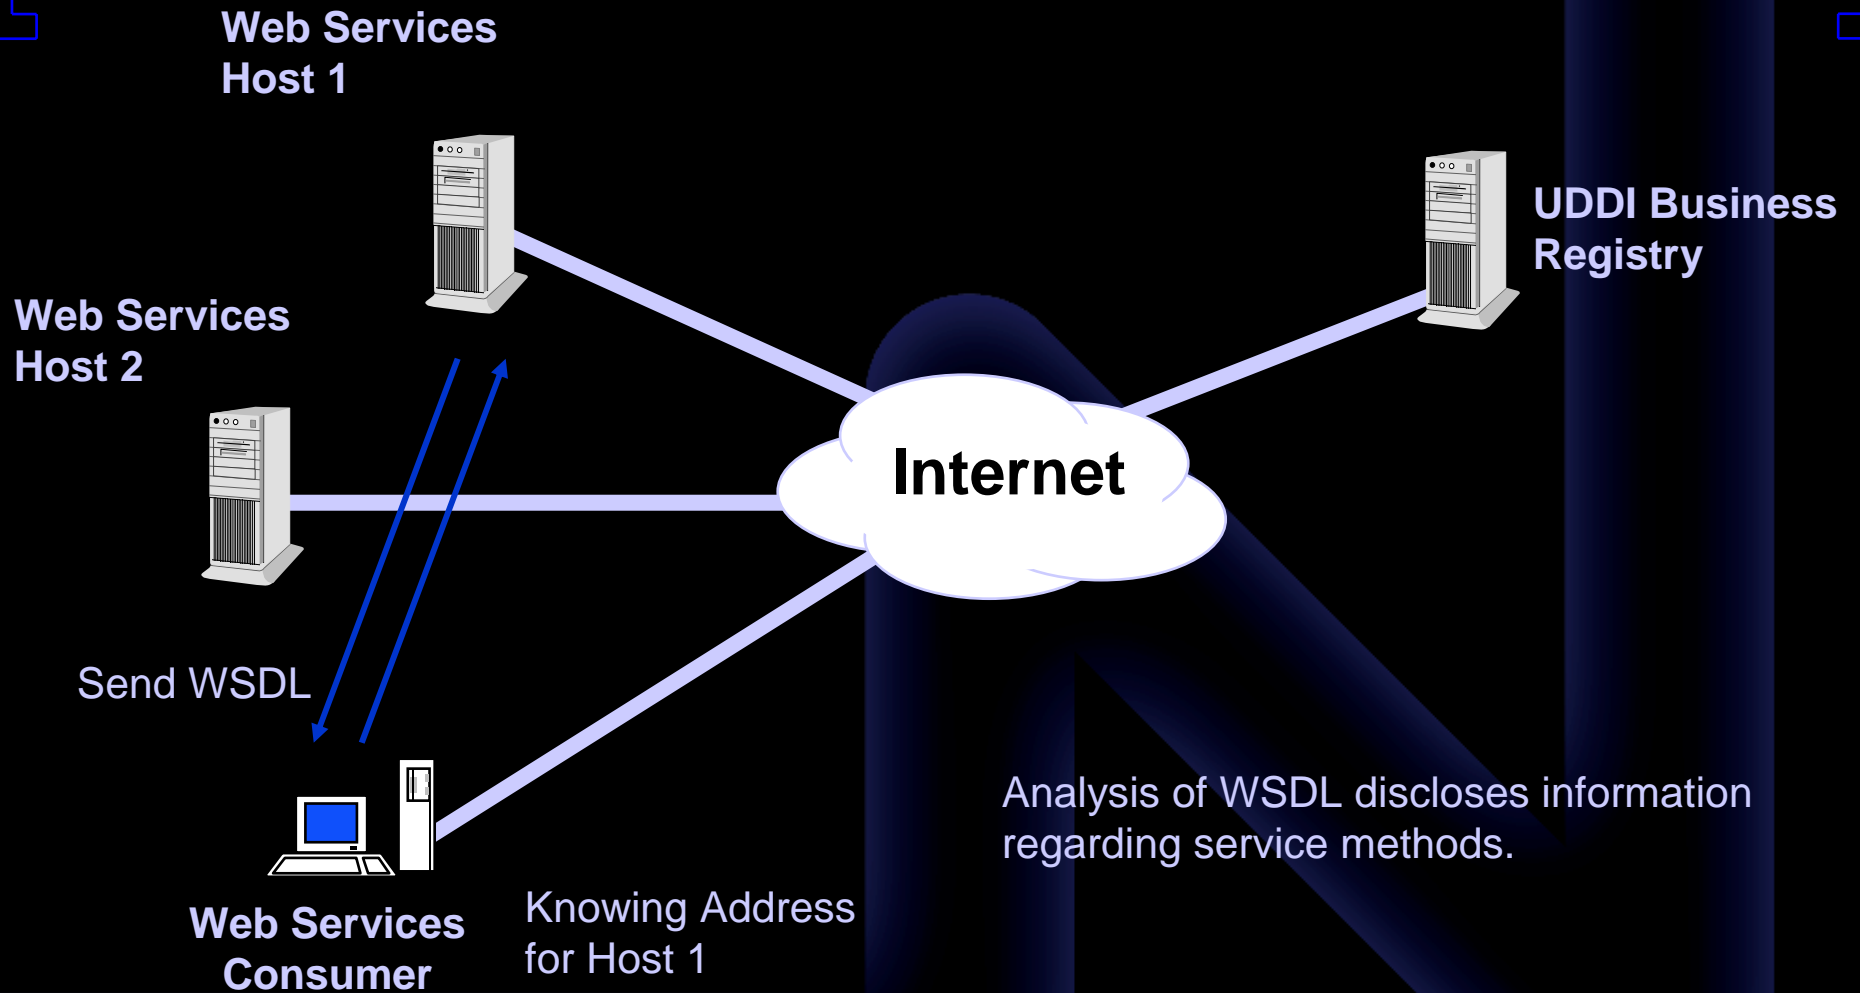 Web Services
Host 1
UDDI Business
Registry
Web Services
Host 2
Internet
Send WSDL
Analysis of WSDL discloses information
regarding service methods.
Web Services
Consumer
Knowing Address
for Host 1